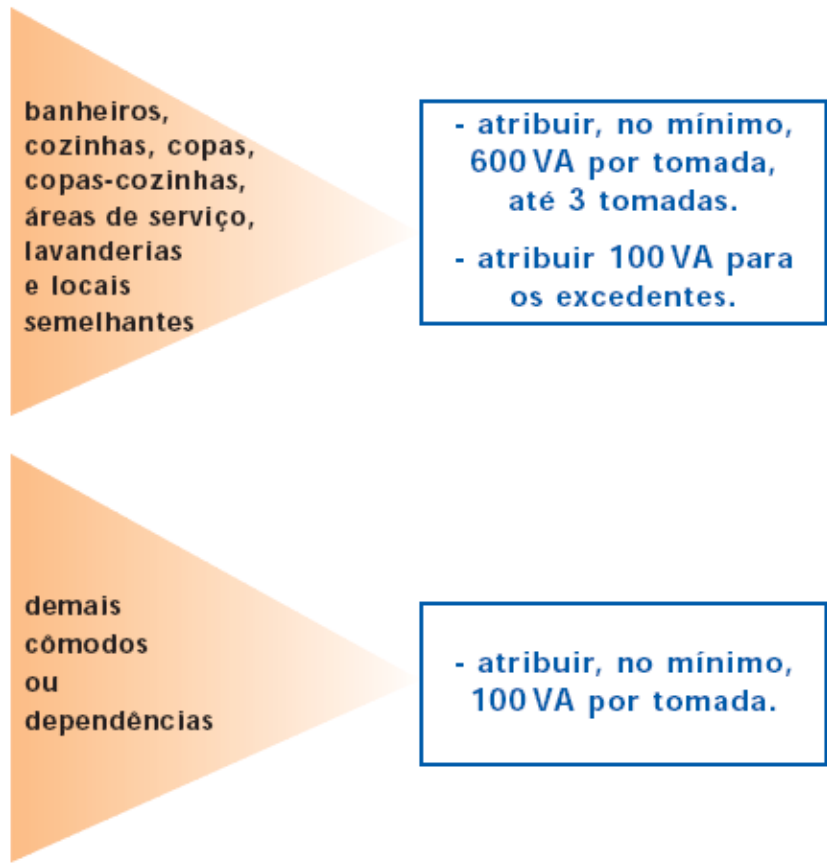 banheiros,
cozinhas, copas,
copas-cozinhas,
áreas de serviço,
lavanderias
e locais
semelhantes
- atribuir, no mínimo,
600 VA por tomada,
até 3 tomadas.
- atribuir 100 VA para
os excedentes.
demais
cômodos
ou
dependências
- atribuir, no mínimo,
100 VA por tomada.